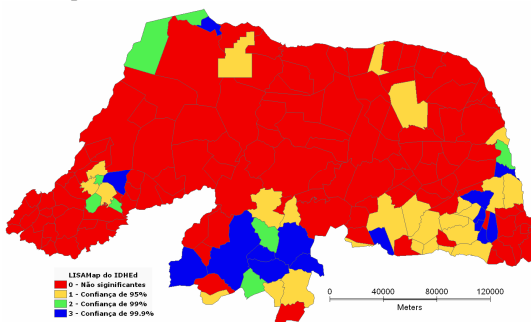 LISAMap do IDHEd
0 - Não siginificantes
1 - Confiança de 95%
2 - Confiança de 99%
3 - Confiança de 99.9%
0 40000 80000 120000
Meters